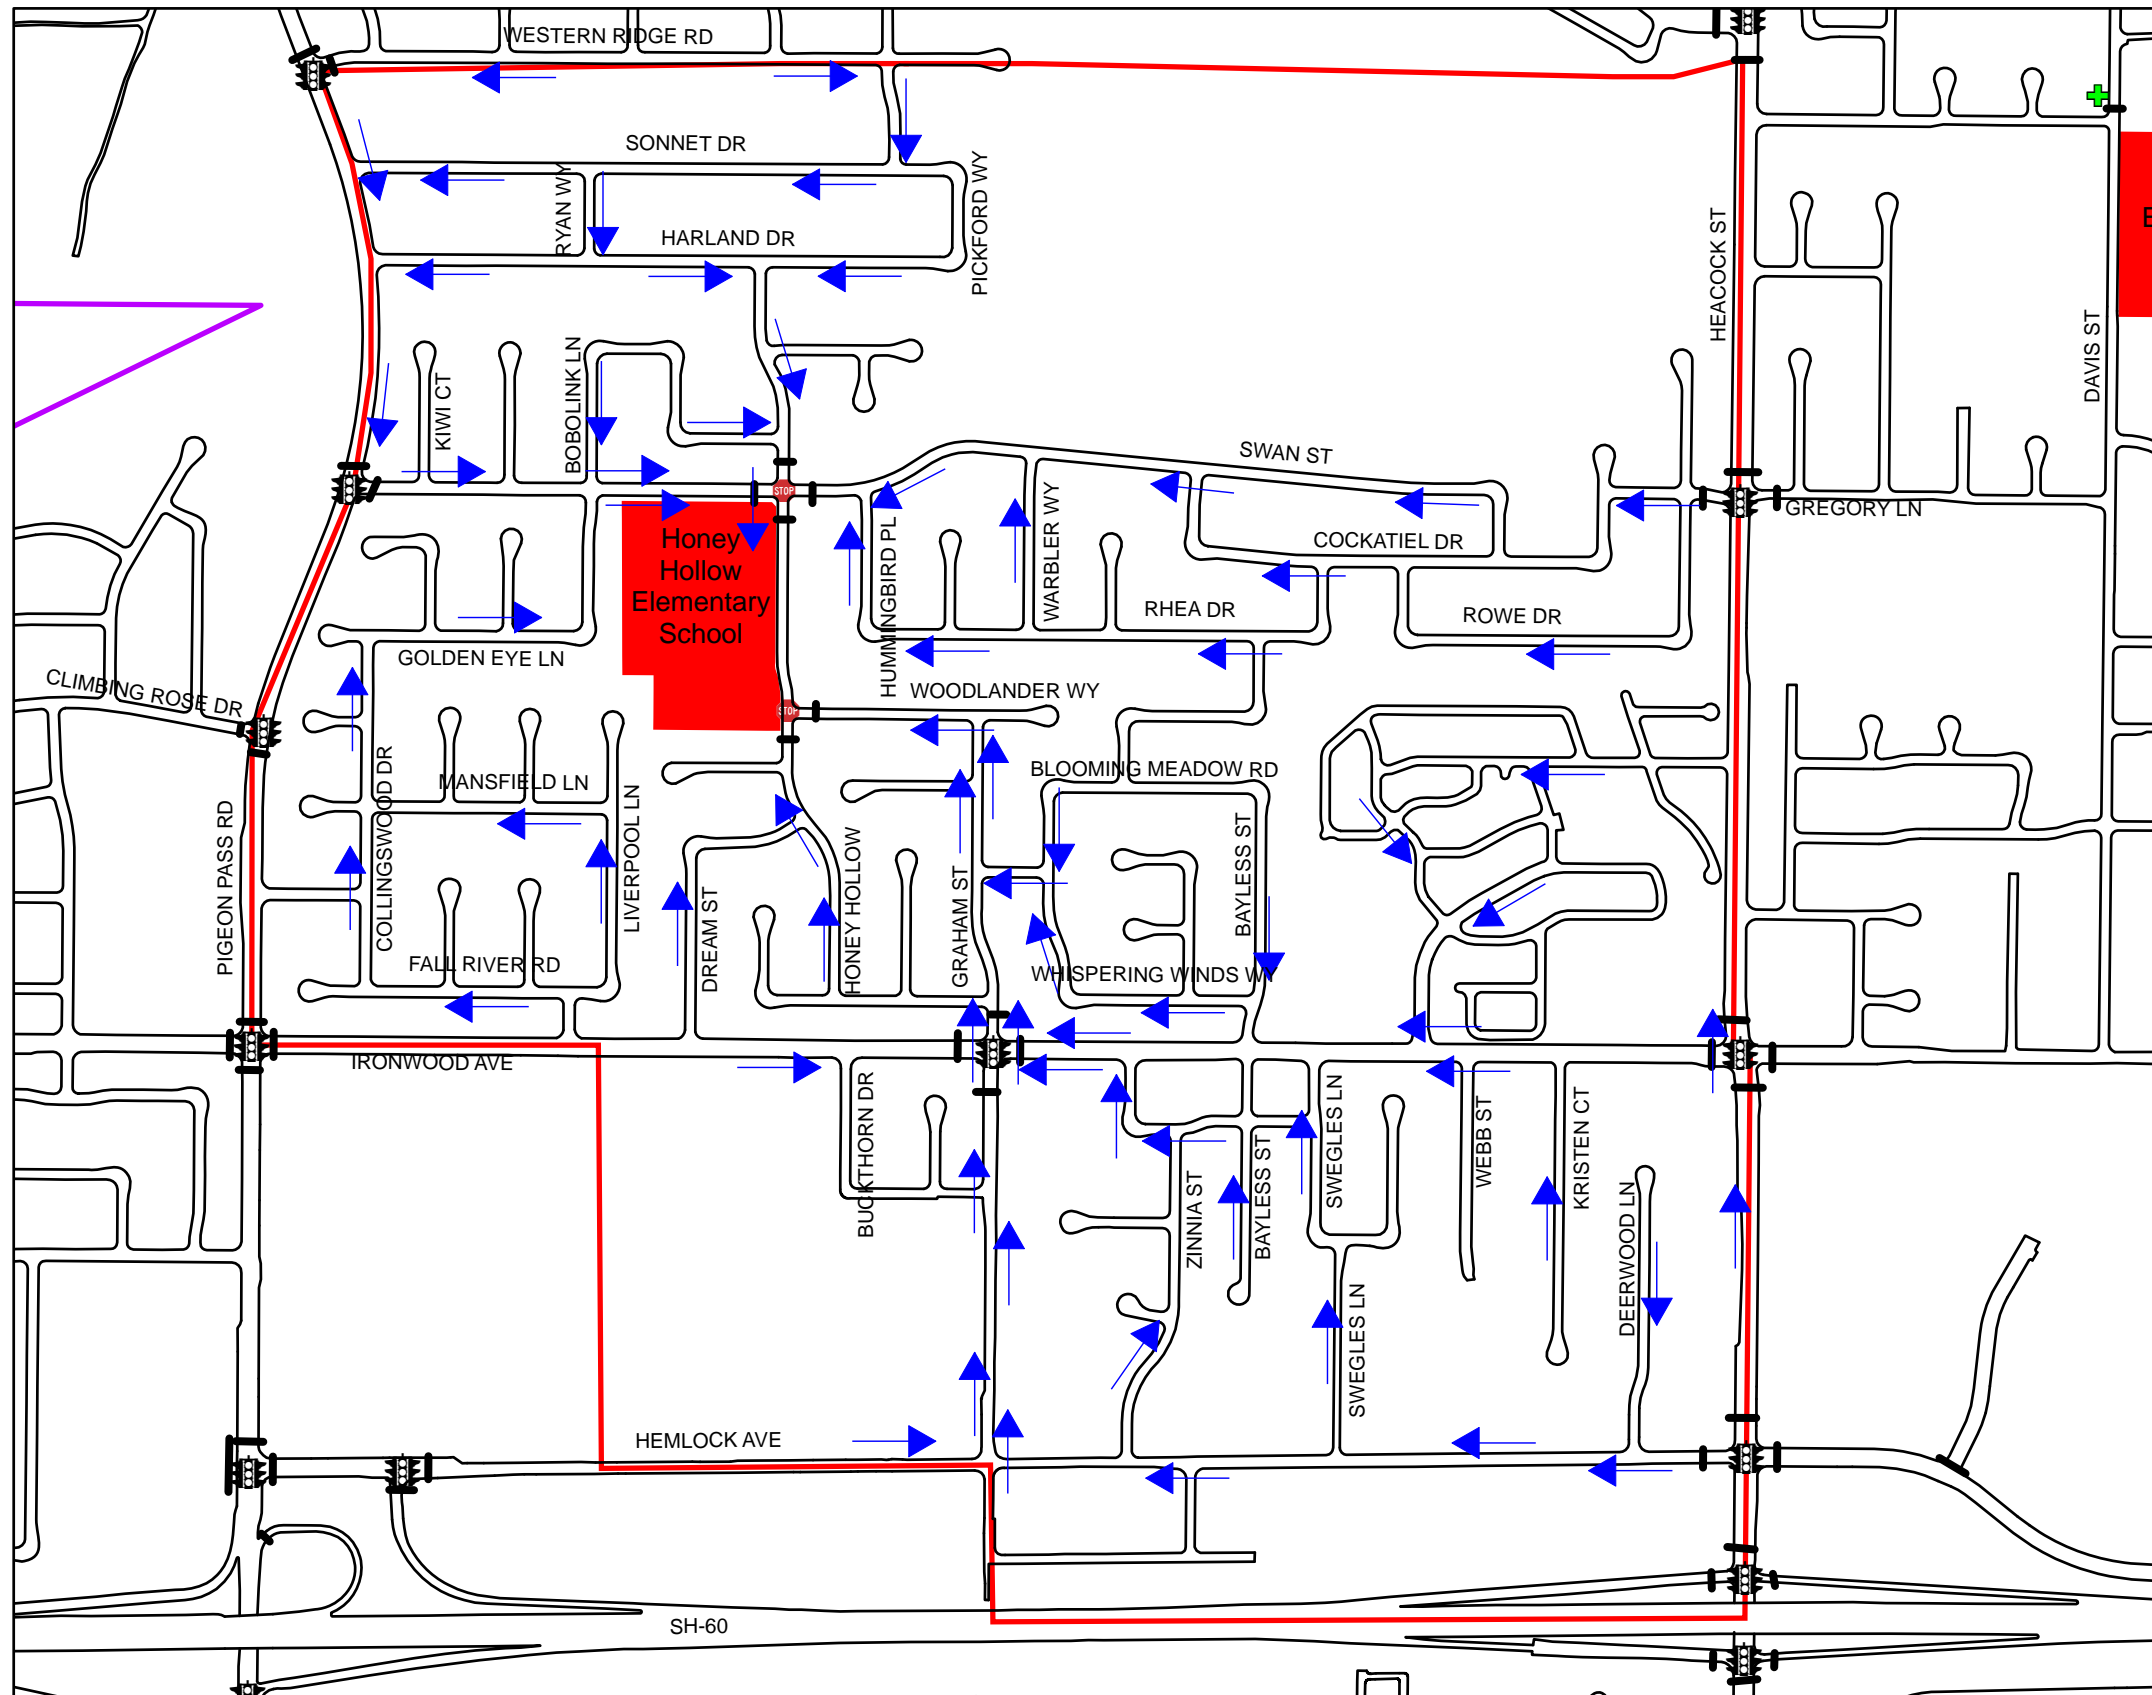 WESTERN RIDGE RD
SONNET DR
RYAN WY
HARLAND DR
PICKFORD WY
HEACOCK ST
DAVIS ST
E
KIWI CT
BOBOLINK LN
SWAN ST
STOP
GREGORY LN
COCKATIEL DR
Honey
Hollow
Elementary
School
HUMMINGBIRD PL
WARBLER WY
RHEA DR
ROWE DR
GOLDEN EYE LN
CLIMBING ROSE DR
WOODLANDER WY
STOP
COLLINGSWOOD DR
MANSFIELD LN
LIVERPOOL LN
BLOOMING MEADOW RD
PIGEON PASS RD
DREAM ST
HONEY HOLLOW
GRAHAM ST
BAYLESS ST
FALL RIVER RD
WHISPERING WINDS WY
IRONWOOD AVE
BUCKTHORN DR
ZINNIA ST
BAYLESS ST
SWEGLES LN
WEBB ST
KRISTEN CT
DEERWOOD LN
SWEGLES LN
HEMLOCK AVE
SH-60